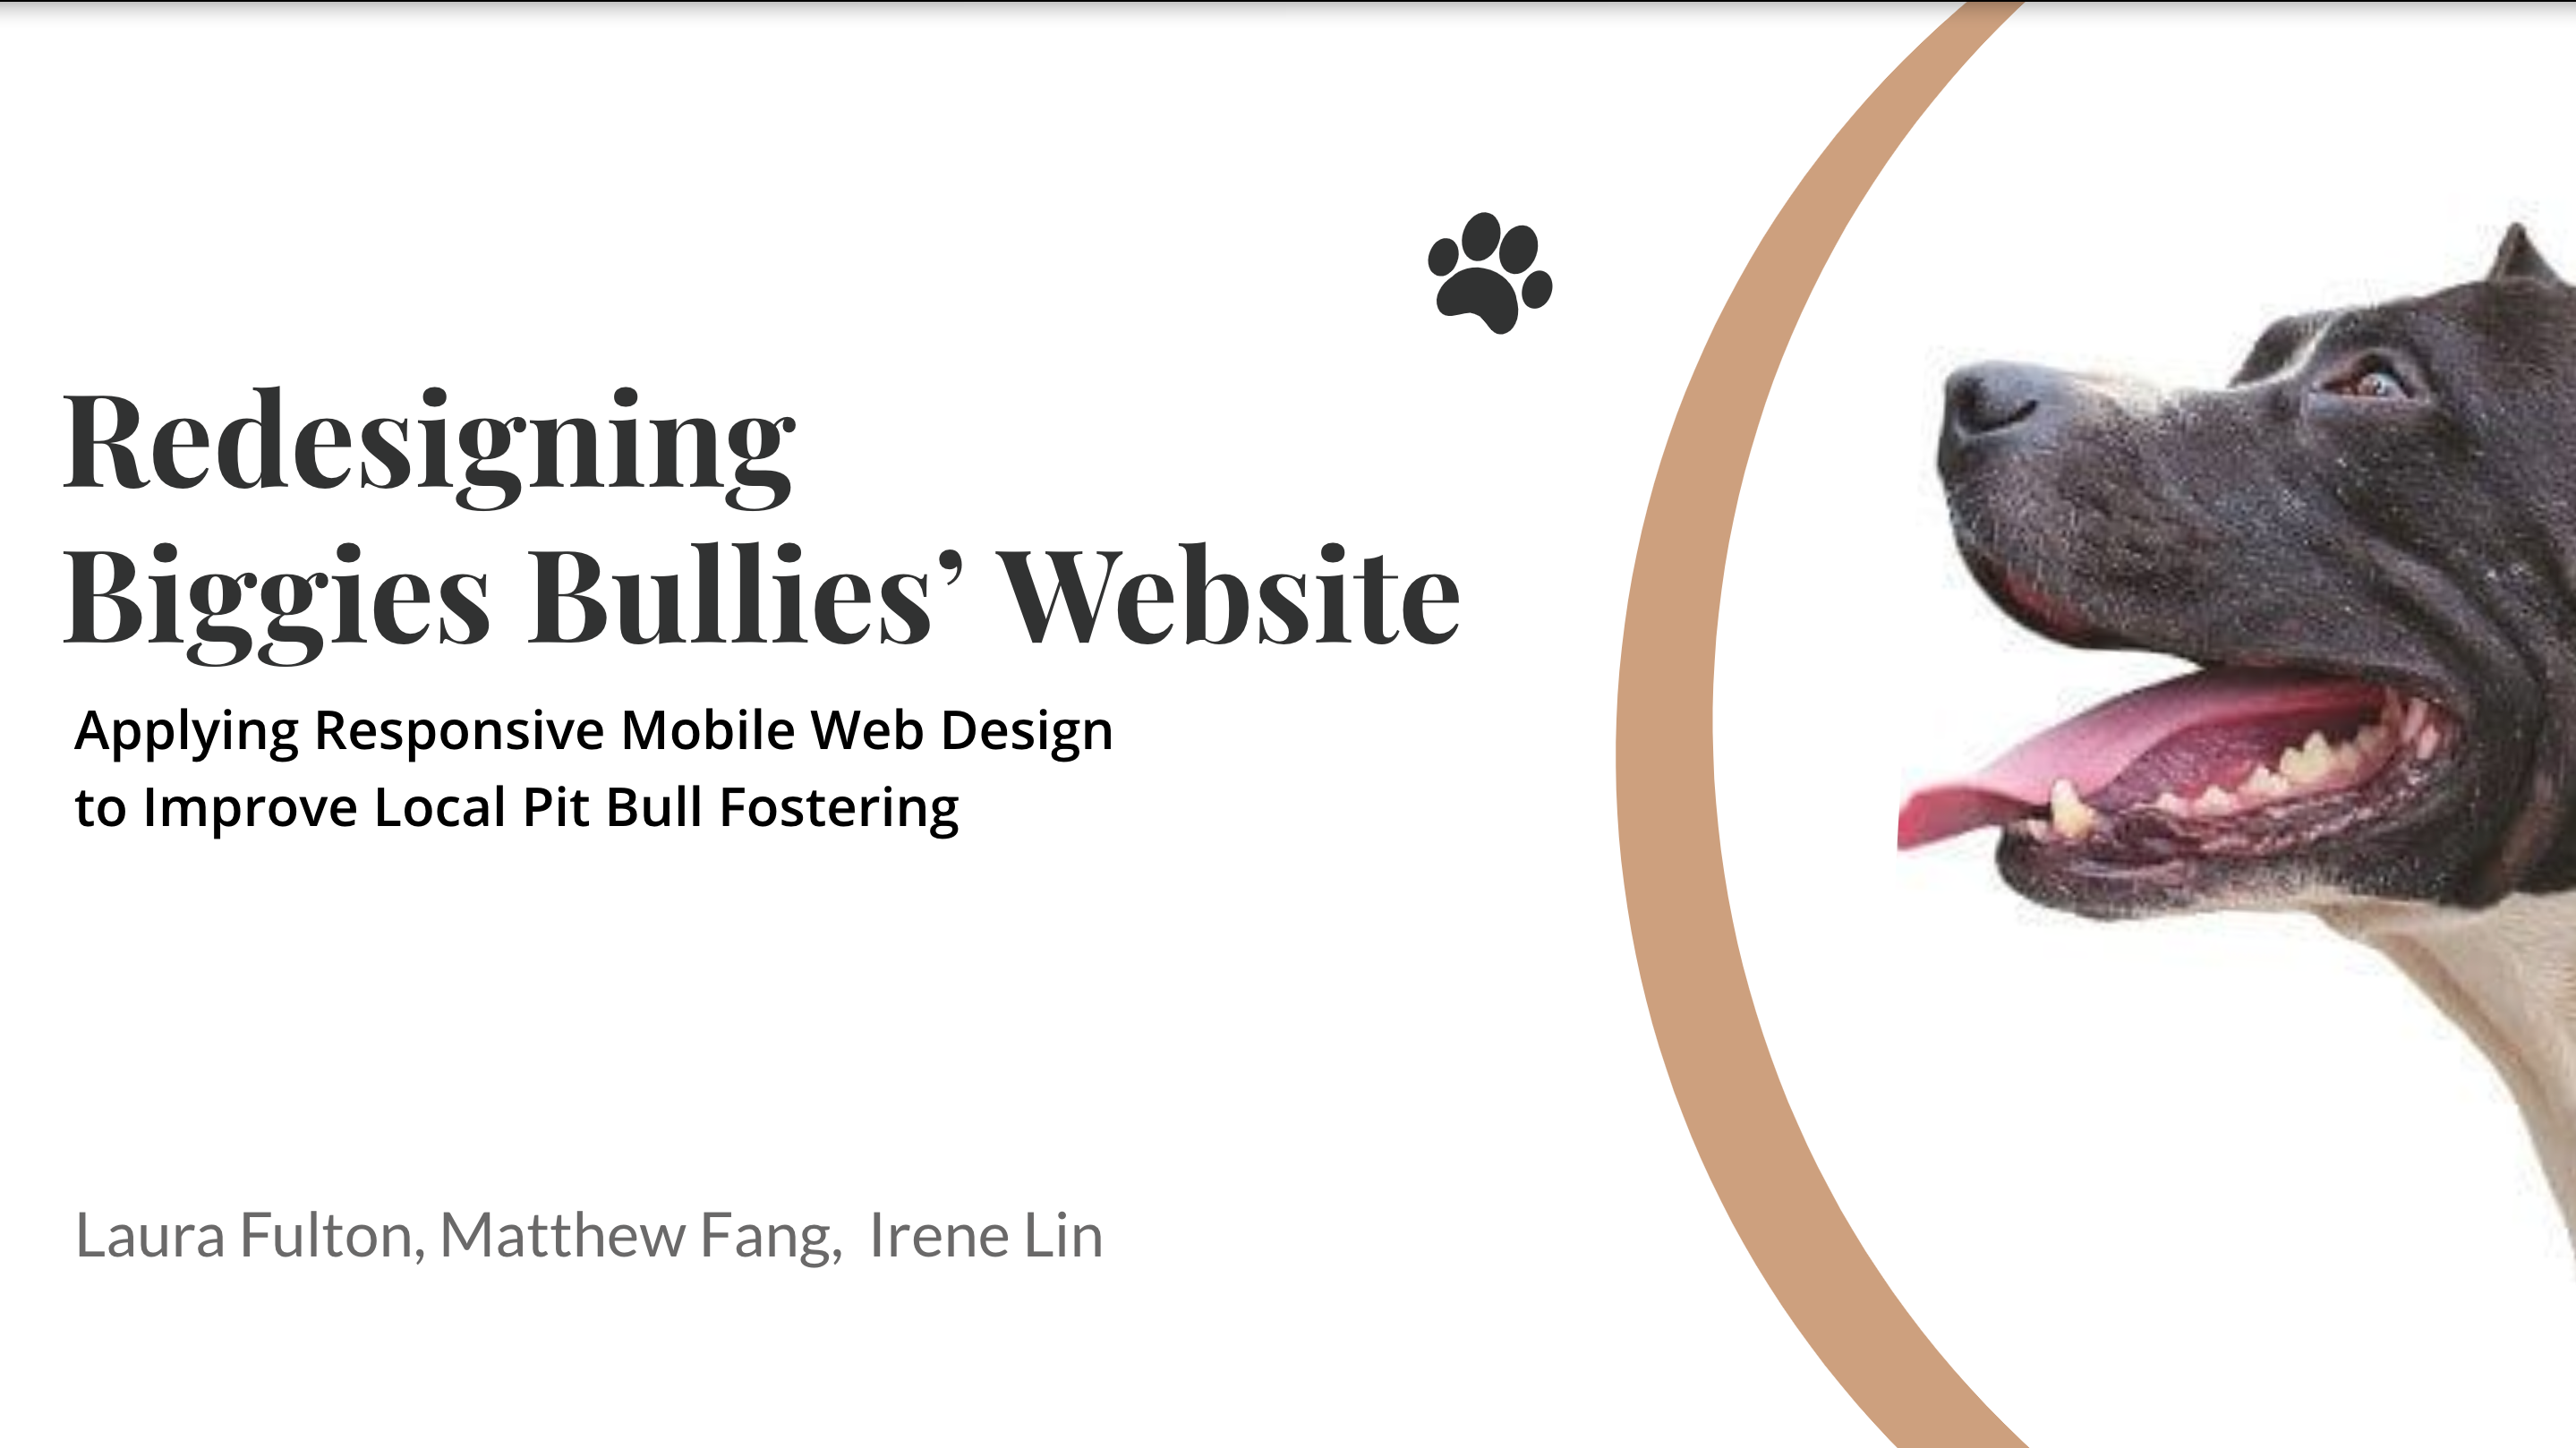 Redesigning
Biggies Bullies’ Website
Applying Responsive Mobile Web Design
to Improve Local Pit Bull Fostering
Laura Fulton, Matthew Fang,  Irene Lin